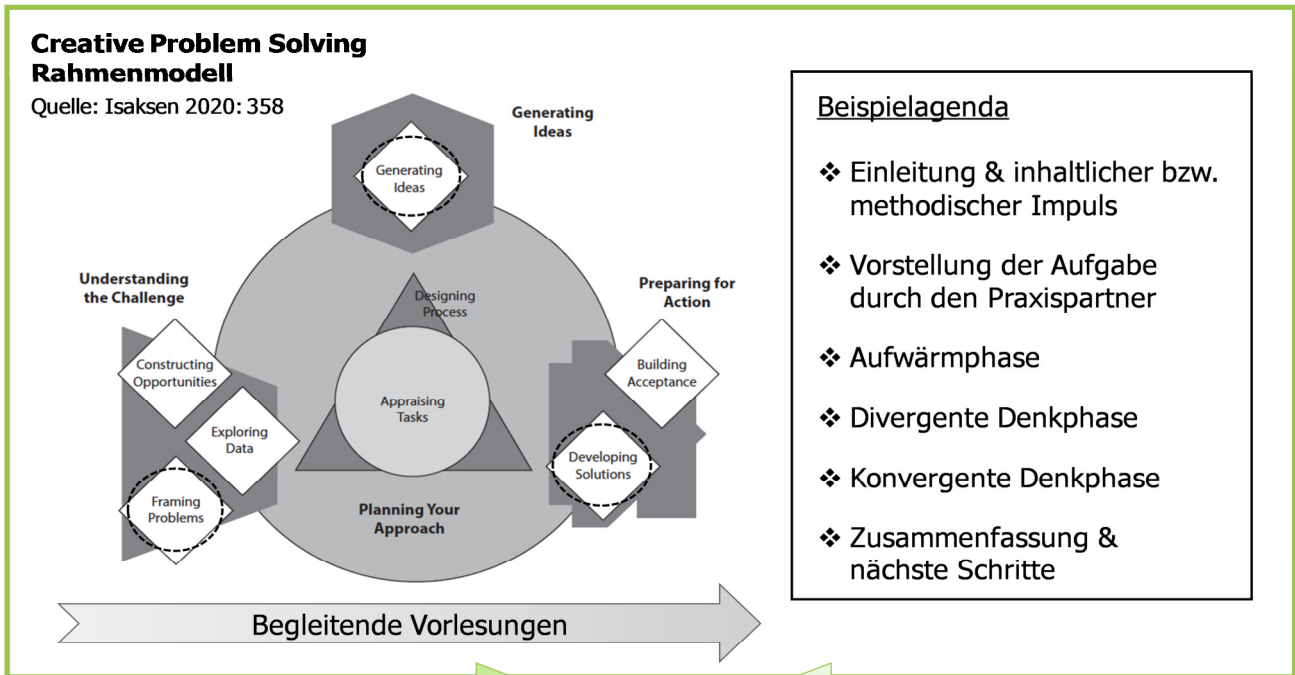 Creative Problem Solving
Rahmenmodell
Quelle: Isaksen 2020: 358
Generating
Ideas
Generating
Ideas
Understanding
the Challenge
Constructing
Opportunities
Exploring
Data
Framing
Problems
Designing
Process
Appraising
Tasks
Planning Your
Approach
Preparing for
Action
Building
Acceptance
Developing
Solutions
Begleitende Vorlesungen
Beispielagenda
❖ Einleitung & inhaltlicher bzw.
methodischer Impuls
❖ Vorstellung der Aufgabe
durch den Praxispartner
❖ Aufwärmphase
❖ Divergente Denkphase
❖ Konvergente Denkphase
❖ Zusammenfassung &
nächste Schritte